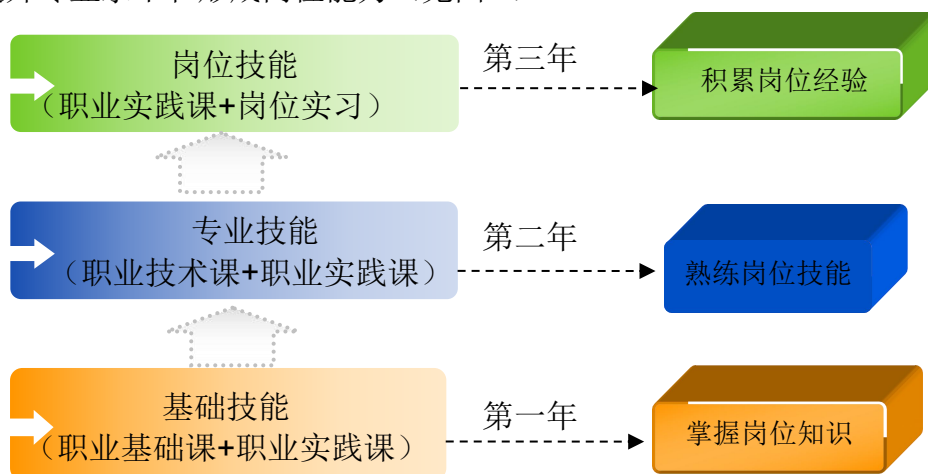 岗位技能
（职业实践课+岗位实习）
第三年
积累岗位经验
专业技能
（职业技术课+职业实践课）
第二年
熟练岗位技能
基础技能
（职业基础课+职业实践课）
第一年
掌握岗位知识